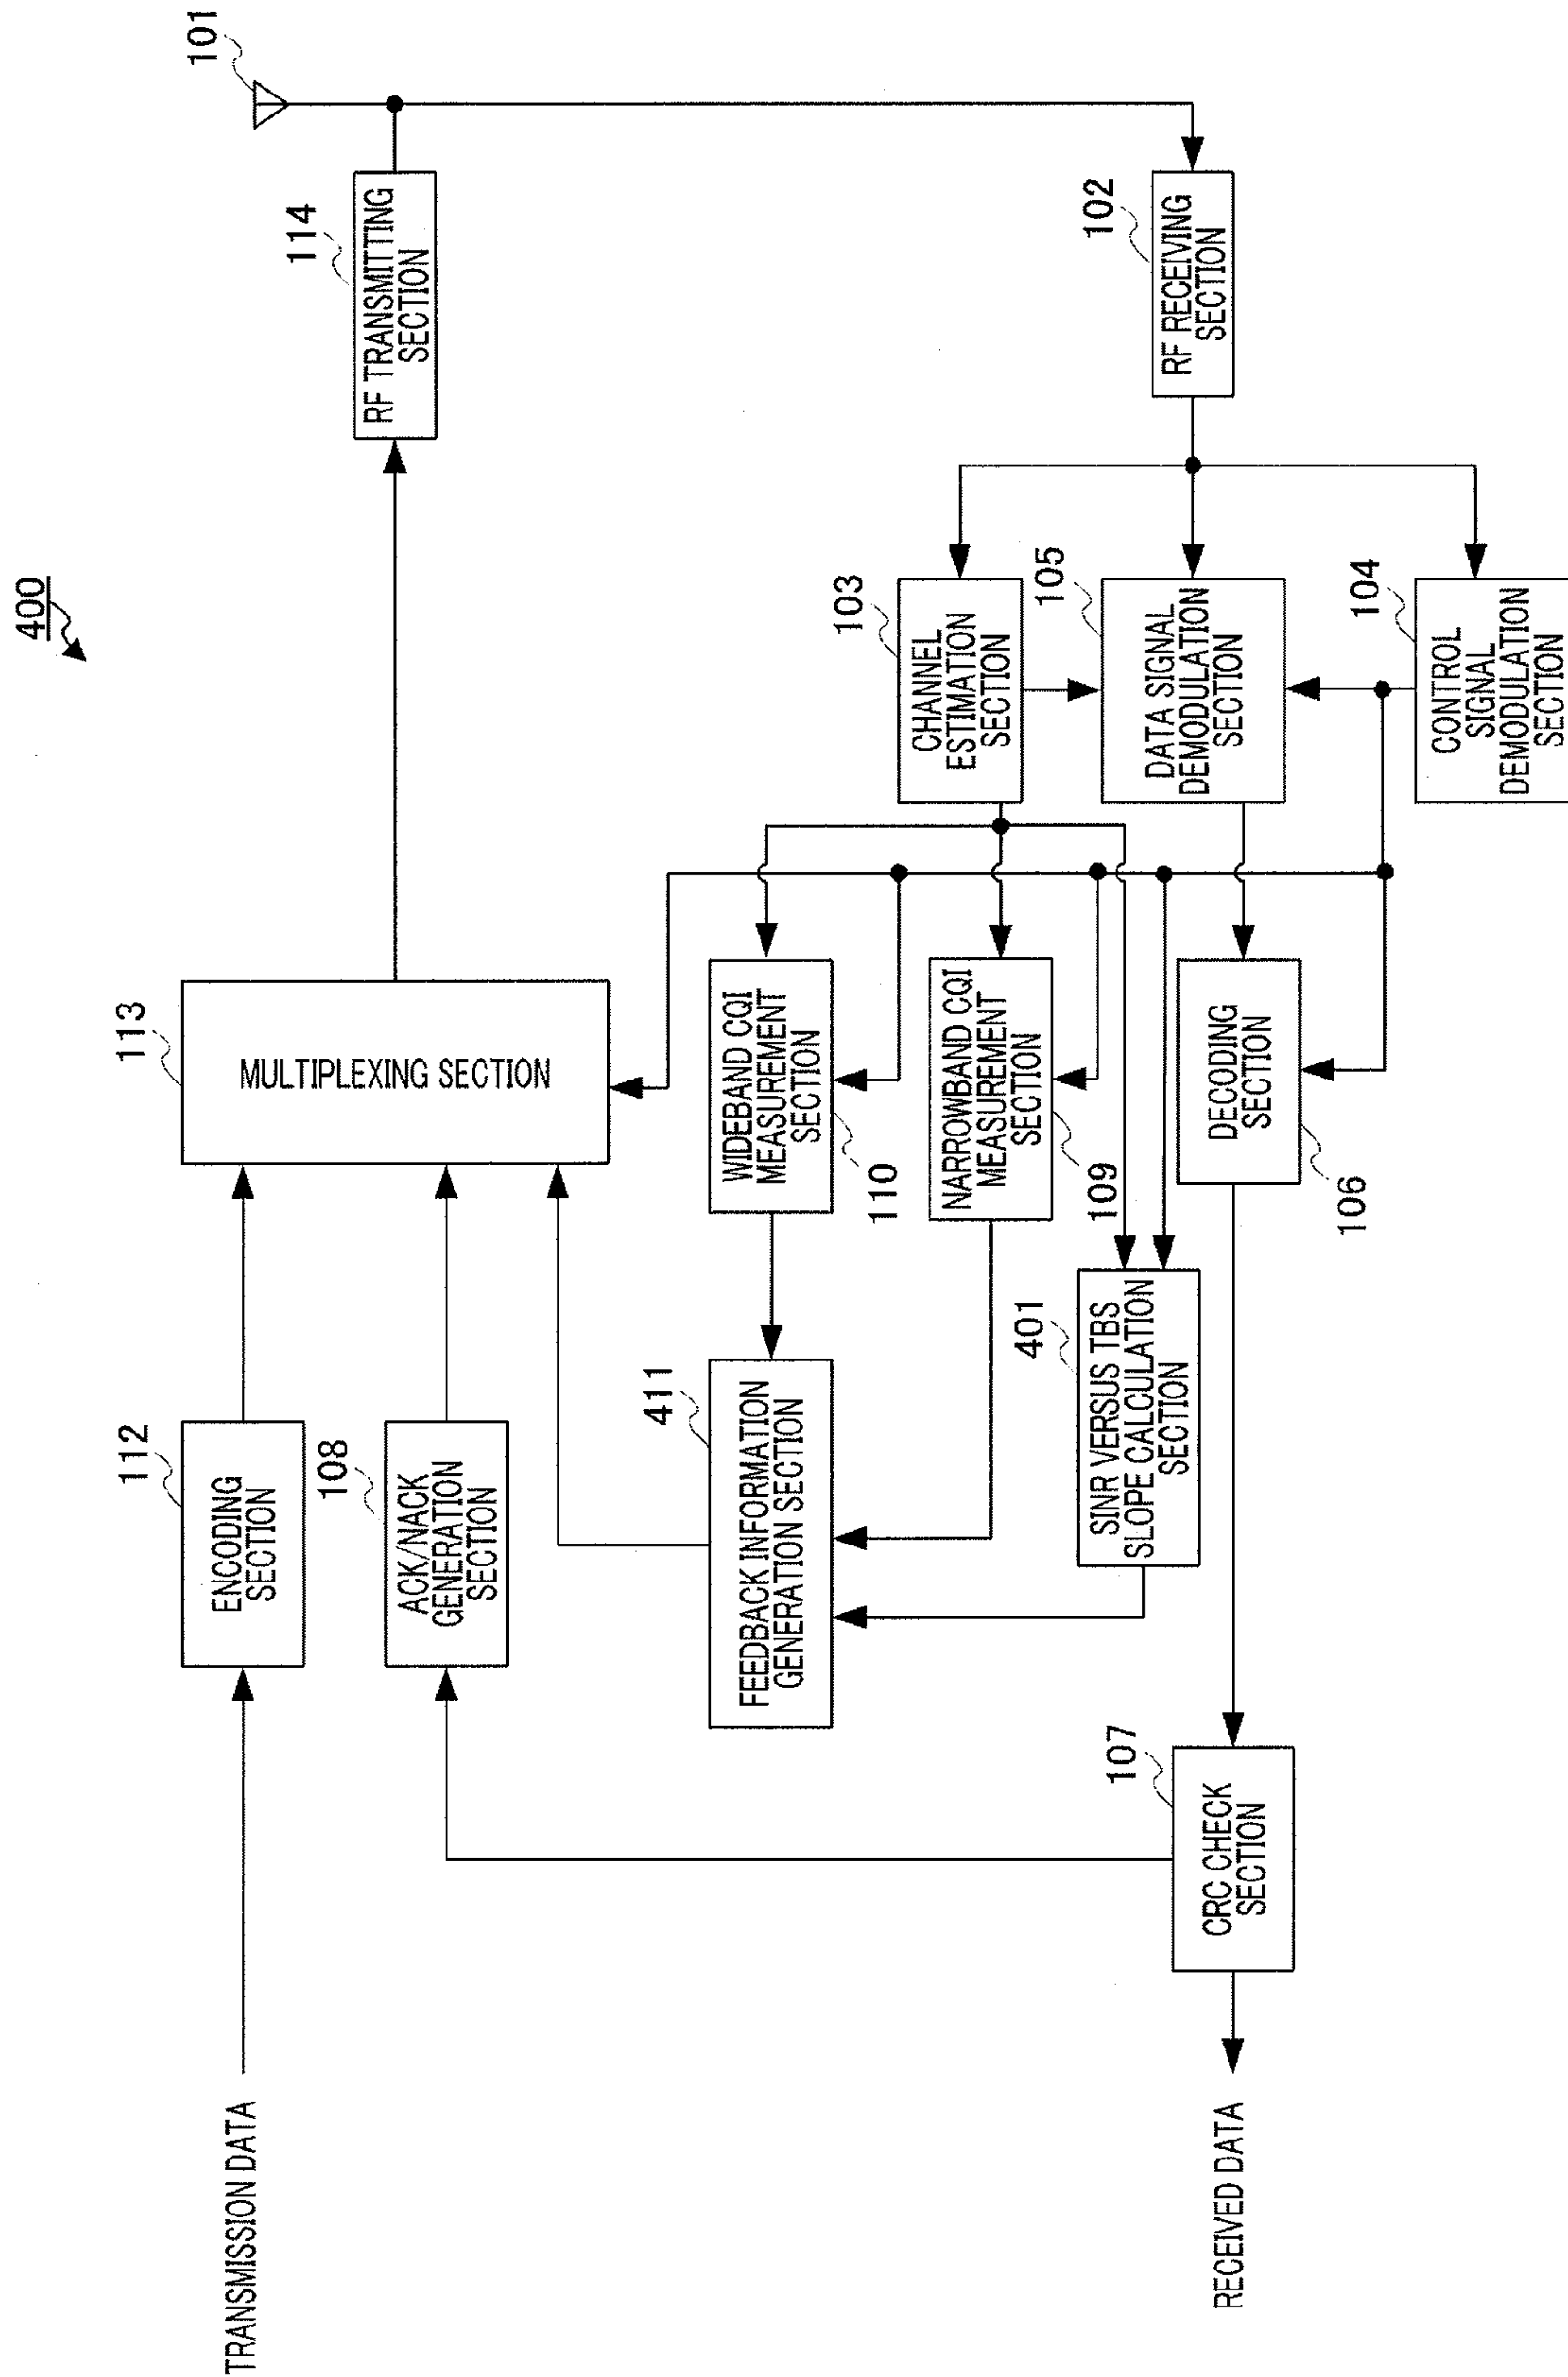 400
TRANSMISSION DATA
112
ENCODING
SECTION
113
MULTIPLEXING SECTION
114
RF TRANSMITTING
SECTION
101
108
ACK/NACK
GENERATION
SECTION
411
FEEDBACK INFORMATION
GENERATION SECTION
WIDEBAND CQI
MEASUREMENT
SECTION
110
NARROWBAND CQI
MEASUREMENT
SECTION
109
103
CHANNEL
ESTIMATION
SECTION
401
SINR VERSUS TBS
SLOPE CALCULATION
SECTION
105
DATA SIGNAL
DEMODULATION
SECTION
102
RF RECEIVING
SECTION
RECEIVED DATA
107
CRC CHECK
SECTION
DECODING
SECTION
106
104
CONTROL
SIGNAL
DEMODULATION
SECTION